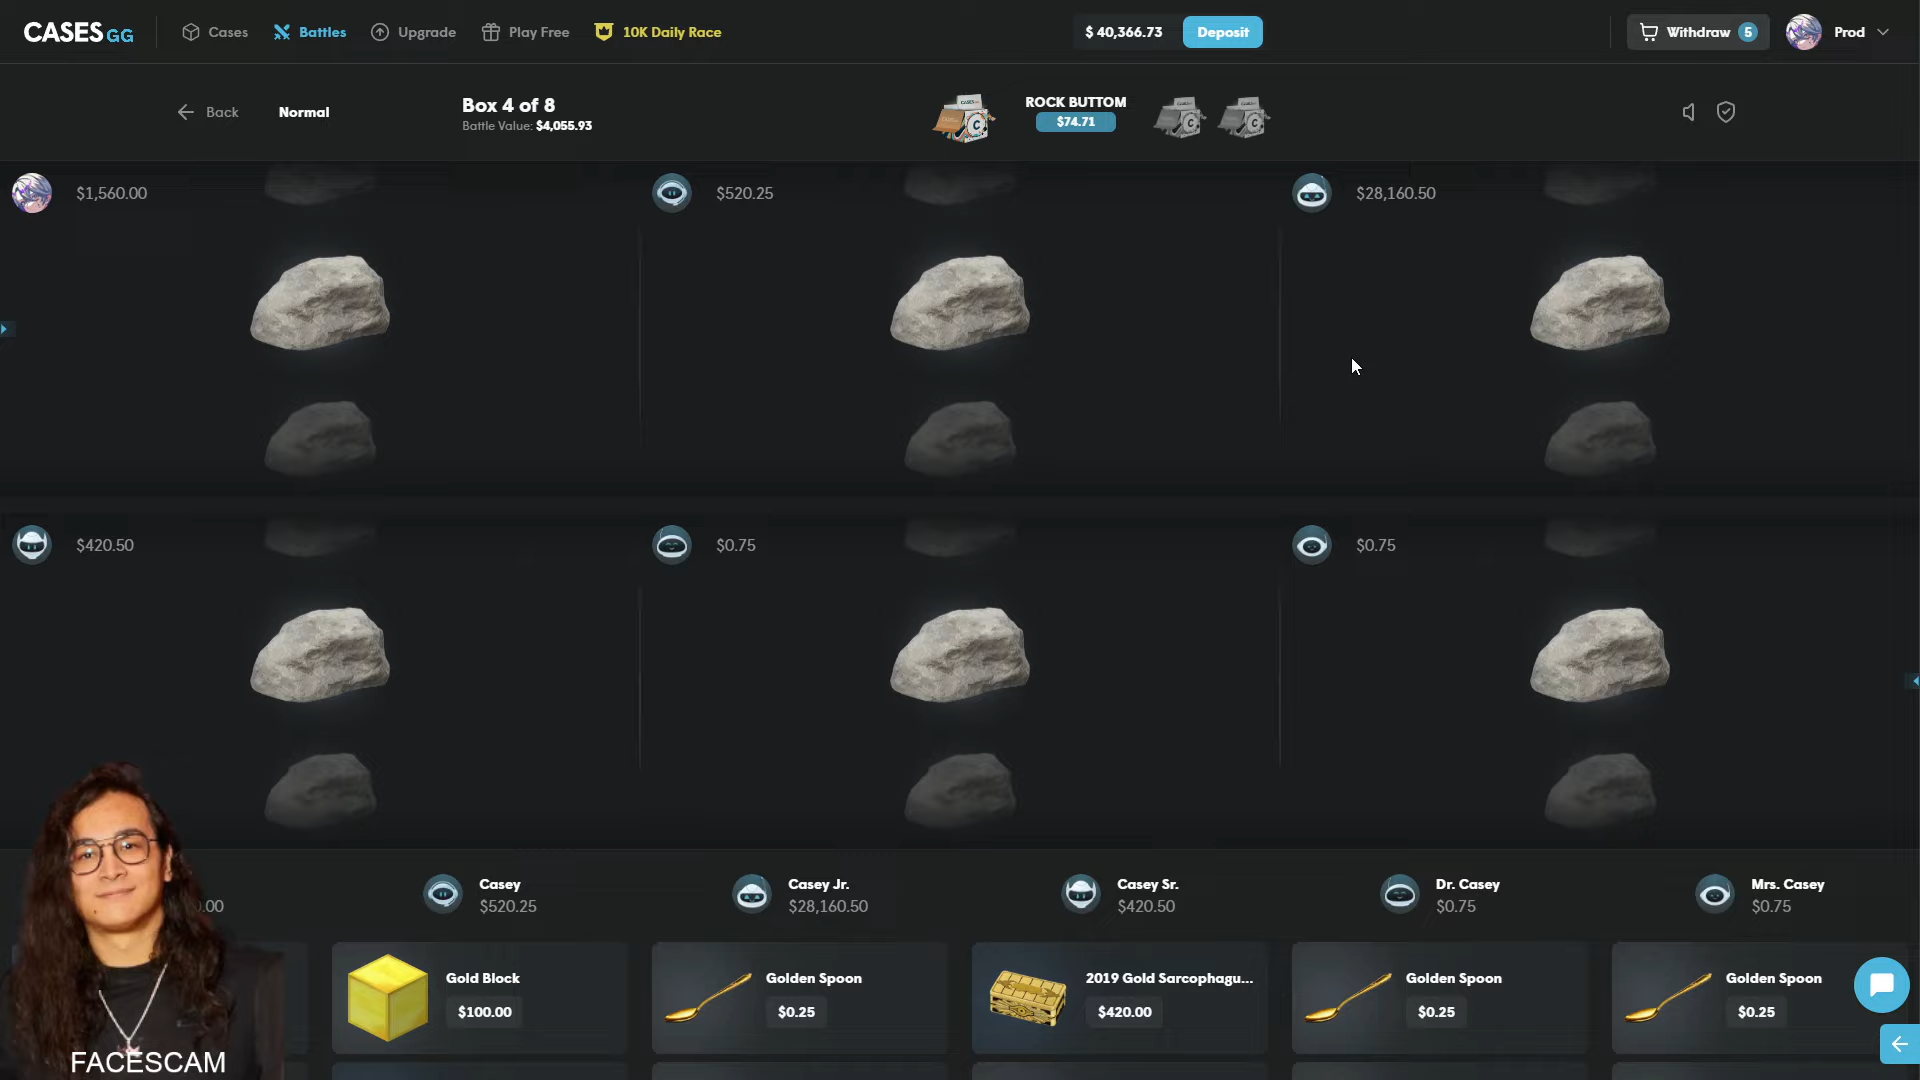 CASES GG
Cases
Battles
Upgrade
Play Free
10K Daily Race
$ 40,366.73
Deposit
Withdraw 5
Prod
Back
Normal
Box 4 of 8
Battle Value: $4,055.93
ROCK BUTTOM
$74.71
$1,560.00
$520.25
$28,160.50
$420.50
$0.75
$0.75
Casey
Casey Jr.
Casey Sr.
Dr. Casey
Mrs. Casey
$520.25
$28,160.50
$420.50
$0.75
$0.75
Gold Block
$100.00
Golden Spoon
$0.25
2019 Gold Sarcophagu...
$420.00
Golden Spoon
$0.25
Golden Spoon
$0.25
FACESCAM